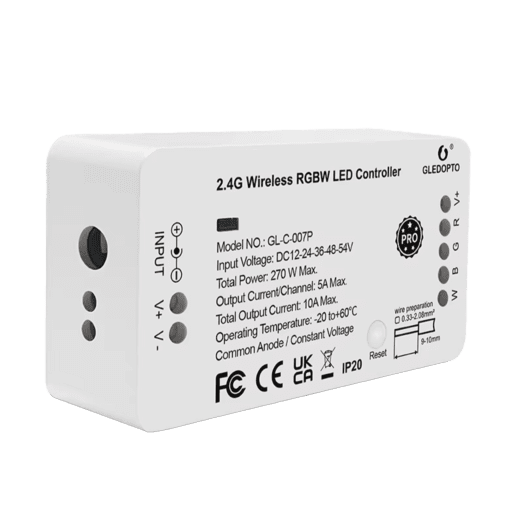 GLEDOPTO
®
2.4G Wireless RGBW LED Controller
Model NO.: GL-C-007P
Input Voltage: DC12-24-36-48-54V
Total Power: 270 W Max.
Output Current/Channel: 5A Max.
Total Output Current: 10A Max.
Operating Temperature: -20 to+60℃
Common Anode / Constant Voltage
FC CE UK CA IP20
INPUT
V+
V -
PRO
V+
R
G
B
W
wire preparation
0.33-2.08mm²
9-10mm
Reset